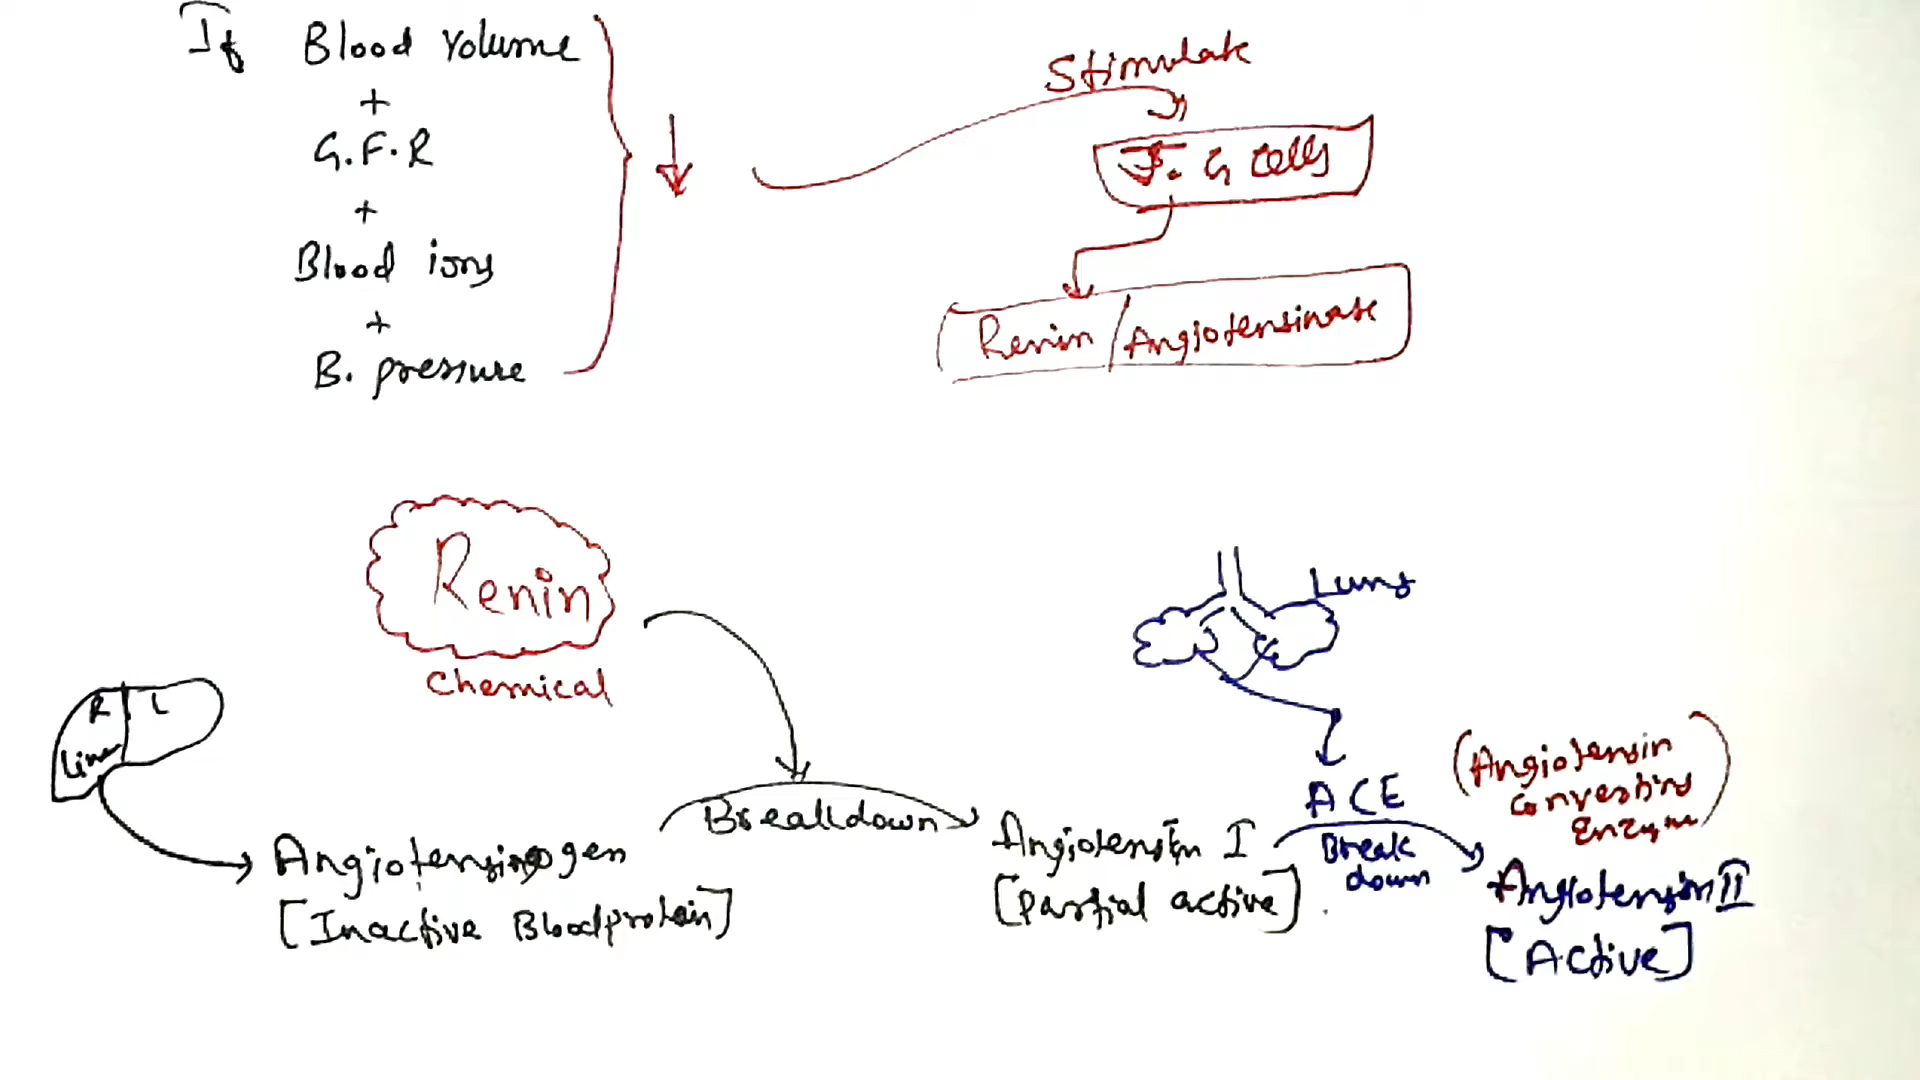 If Blood Volume
+
G.F.R
+
Blood ions
+
B. pressure
Stimulate
J. G cells
Renin / Angiotensinase
Renin
chemical
R L
Liver
Angiotensinogen
[Inactive Bloodprotein]
Breakdown
Angiotensin I
[Partial active]
Lung
ACE
Break
down
(Angiotensin
converting
Enzyme)
Angiotensin II
[Active]